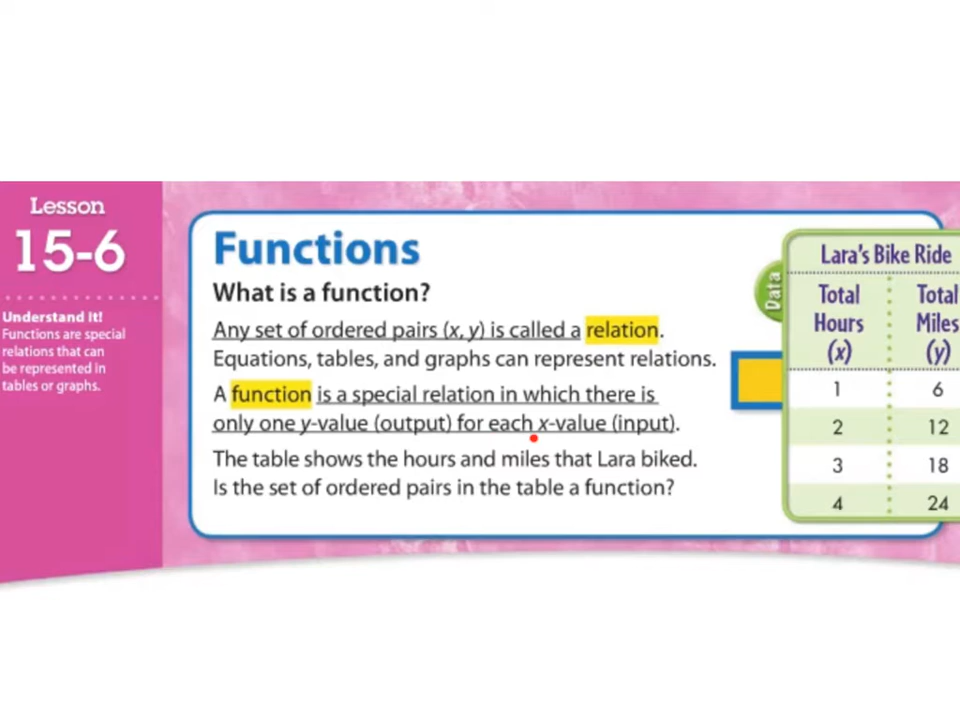 Lesson
15-6
Understand It!
Functions are special
relations that can
be represented in
tables or graphs.
Functions
What is a function?
Any set of ordered pairs (x, y) is called a relation.
Equations, tables, and graphs can represent relations.
A function is a special relation in which there is
only one y-value (output) for each x-value (input).
The table shows the hours and miles that Lara biked.
Is the set of ordered pairs in the table a function?
Data
Lara's Bike Ride
Total Hours (x) Total Miles (y)
1 6
2 12
3 18
4 24